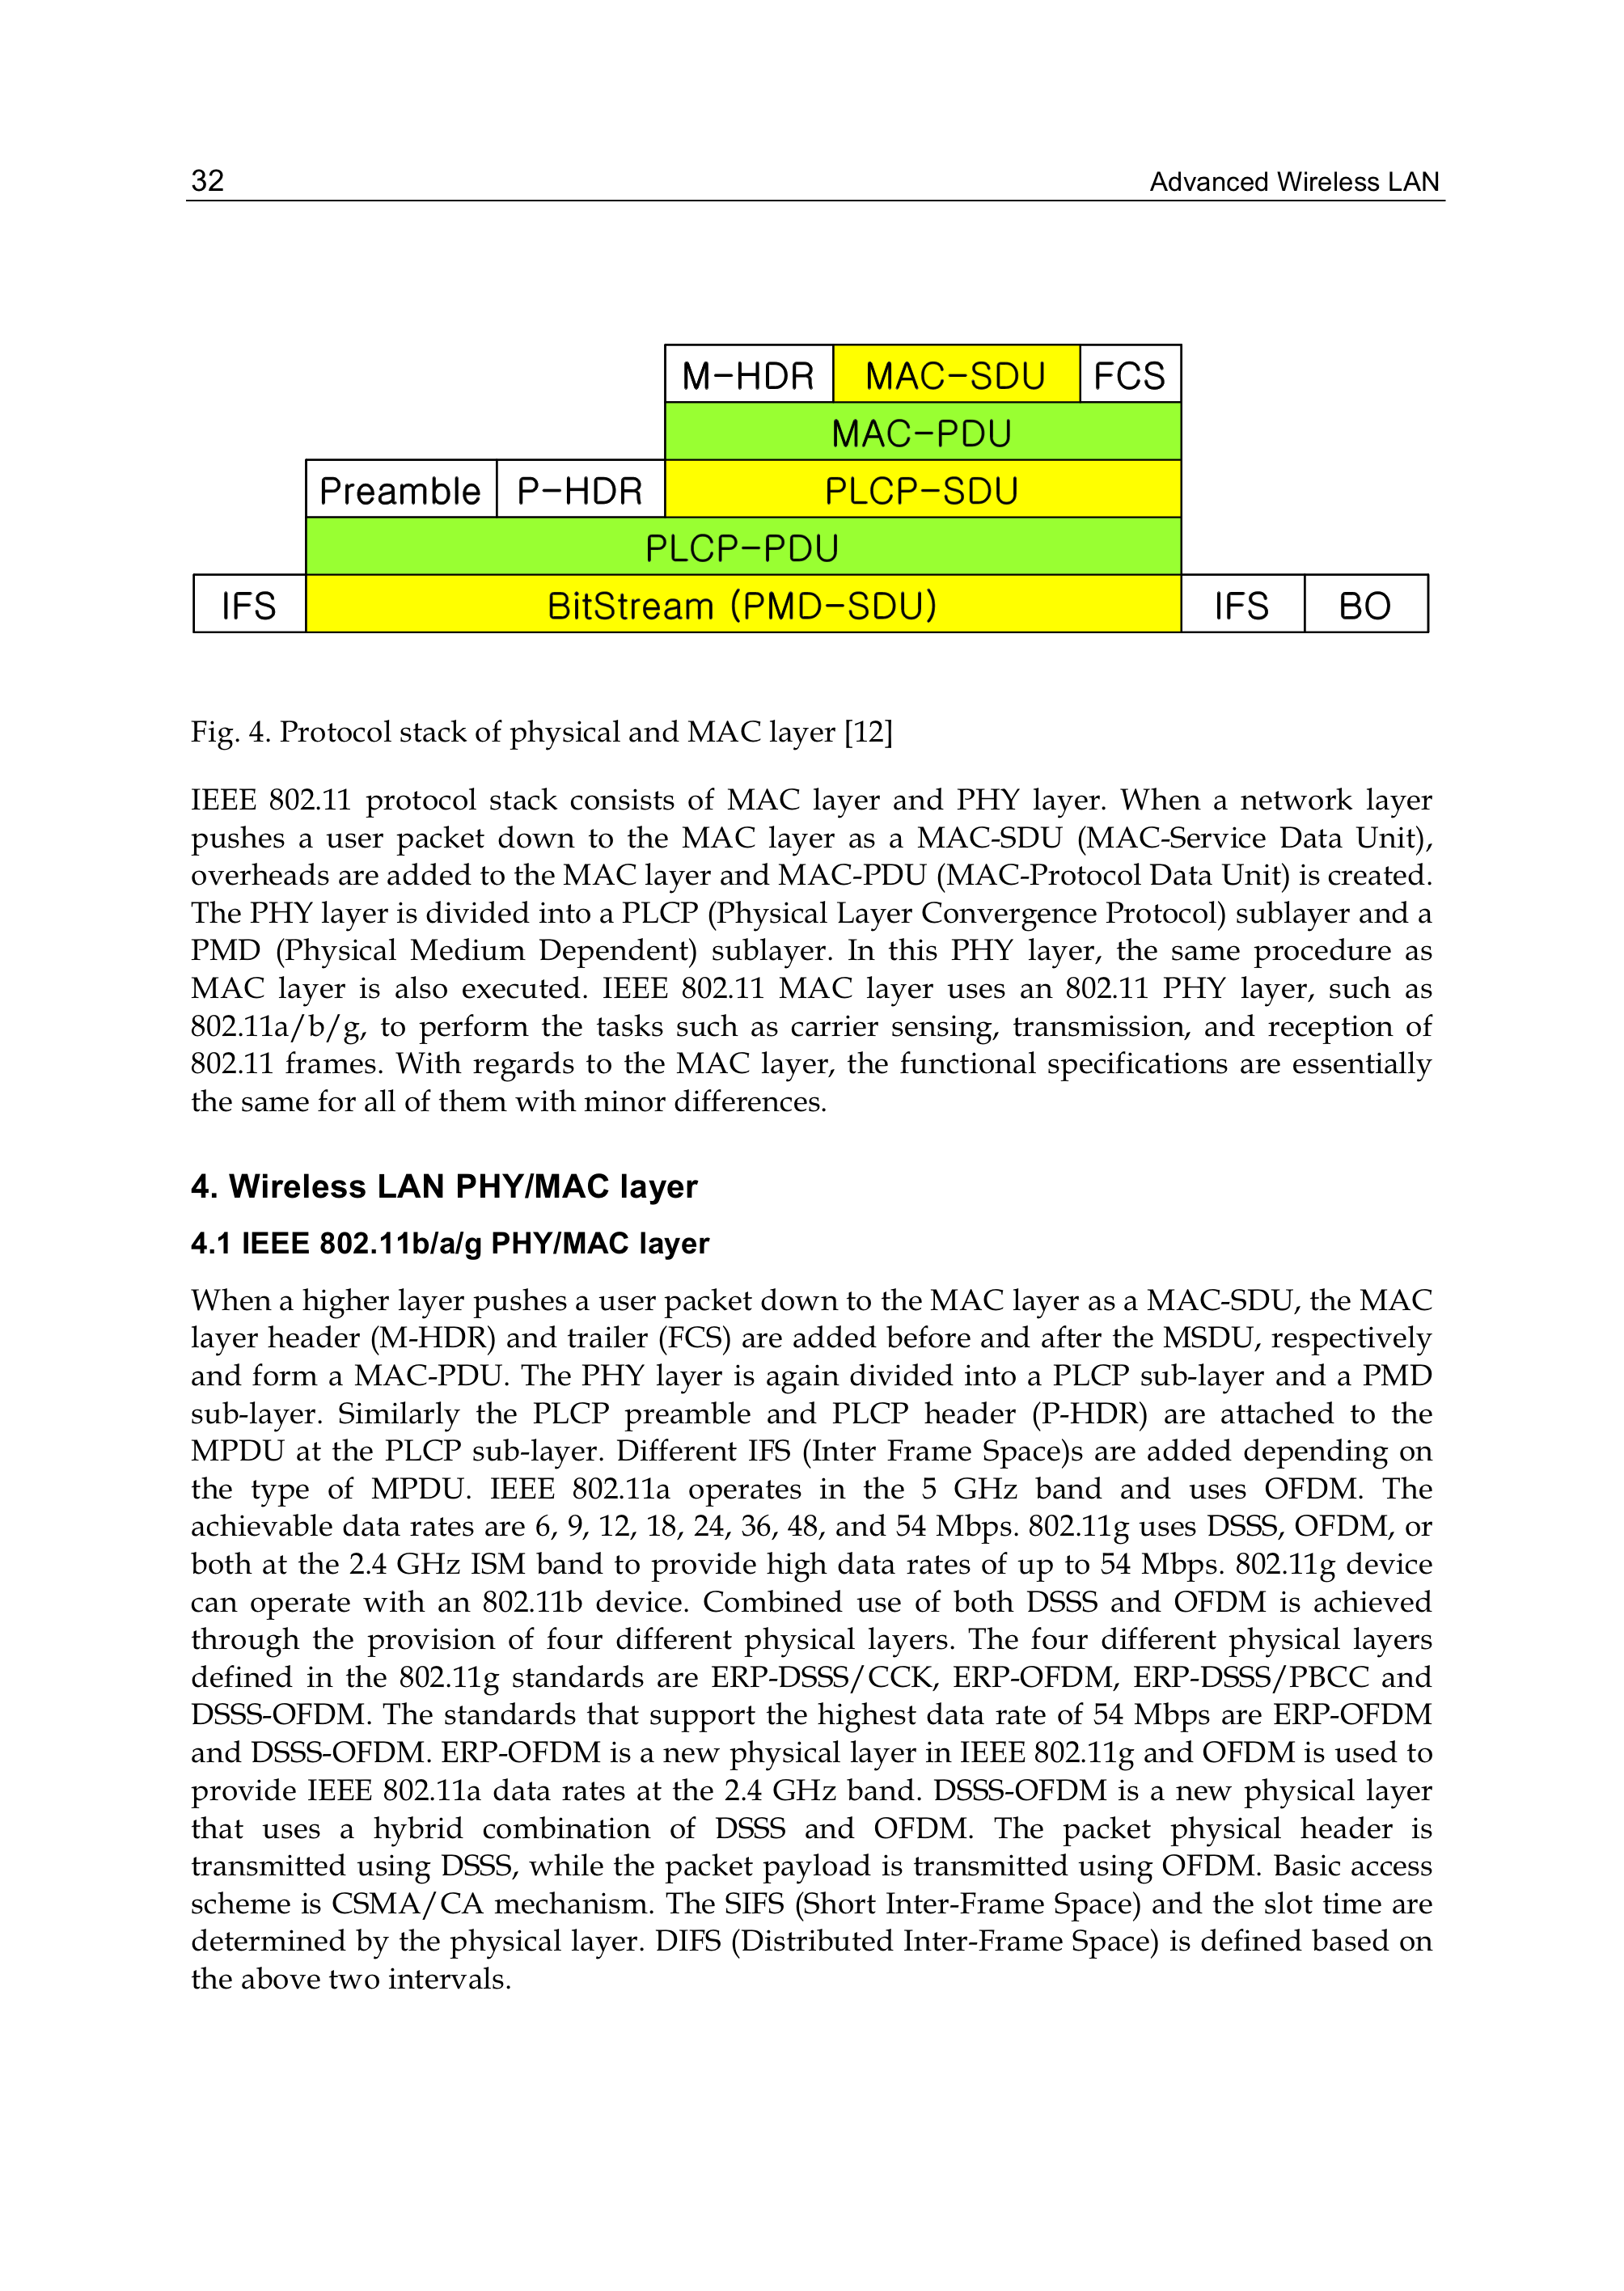 32 Advanced Wireless LAN
M-HDR MAC-SDU FCS
MAC-PDU
Preamble P-HDR PLCP-SDU
PLCP-PDU
IFS BitStream (PMD-SDU) IFS BO
Fig. 4. Protocol stack of physical and MAC layer [12]
IEEE 802.11 protocol stack consists of MAC layer and PHY layer. When a network layer
pushes a user packet down to the MAC layer as a MAC-SDU (MAC-Service Data Unit),
overheads are added to the MAC layer and MAC-PDU (MAC-Protocol Data Unit) is created.
The PHY layer is divided into a PLCP (Physical Layer Convergence Protocol) sublayer and a
PMD (Physical Medium Dependent) sublayer. In this PHY layer, the same procedure as
MAC layer is also executed. IEEE 802.11 MAC layer uses an 802.11 PHY layer, such as
802.11a/b/g, to perform the tasks such as carrier sensing, transmission, and reception of
802.11 frames. With regards to the MAC layer, the functional specifications are essentially
the same for all of them with minor differences.
4. Wireless LAN PHY/MAC layer
4.1 IEEE 802.11b/a/g PHY/MAC layer
When a higher layer pushes a user packet down to the MAC layer as a MAC-SDU, the MAC
layer header (M-HDR) and trailer (FCS) are added before and after the MSDU, respectively
and form a MAC-PDU. The PHY layer is again divided into a PLCP sub-layer and a PMD
sub-layer. Similarly the PLCP preamble and PLCP header (P-HDR) are attached to the
MPDU at the PLCP sub-layer. Different IFS (Inter Frame Space)s are added depending on
the type of MPDU. IEEE 802.11a operates in the 5 GHz band and uses OFDM. The
achievable data rates are 6, 9, 12, 18, 24, 36, 48, and 54 Mbps. 802.11g uses DSSS, OFDM, or
both at the 2.4 GHz ISM band to provide high data rates of up to 54 Mbps. 802.11g device
can operate with an 802.11b device. Combined use of both DSSS and OFDM is achieved
through the provision of four different physical layers. The four different physical layers
defined in the 802.11g standards are ERP-DSSS/CCK, ERP-OFDM, ERP-DSSS/PBCC and
DSSS-OFDM. The standards that support the highest data rate of 54 Mbps are ERP-OFDM
and DSSS-OFDM. ERP-OFDM is a new physical layer in IEEE 802.11g and OFDM is used to
provide IEEE 802.11a data rates at the 2.4 GHz band. DSSS-OFDM is a new physical layer
that uses a hybrid combination of DSSS and OFDM. The packet physical header is
transmitted using DSSS, while the packet payload is transmitted using OFDM. Basic access
scheme is CSMA/CA mechanism. The SIFS (Short Inter-Frame Space) and the slot time are
determined by the physical layer. DIFS (Distributed Inter-Frame Space) is defined based on
the above two intervals.